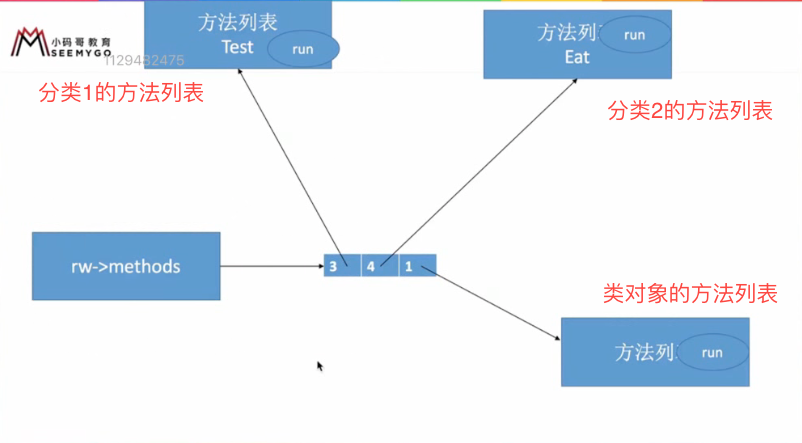 小码哥教育
SEEMYGO
1129482475
方法列表
Test
run
方法列
run
Eat
分类1的方法列表
分类2的方法列表
rw->methods
3 4 1
类对象的方法列表
方法列
run